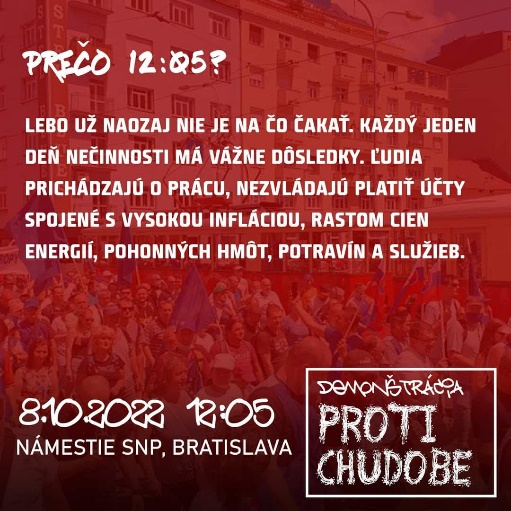 PREČO 12:05?
LEBO UŽ NAOZAJ NIE JE NA ČO ČAKAŤ. KAŽDÝ JEDEN
DEŇ NEČINNOSTI MÁ VÁŽNE DÔSLEDKY. ĽUDIA
PRICHÁDZAJÚ O PRÁCU, NEZVLÁDAJÚ PLATIŤ ÚČTY
SPOJENÉ S VYSOKOU INFLÁCIOU, RASTOM CIEN
ENERGIÍ, POHONNÝCH HMÔT, POTRAVÍN A SLUŽIEB.
8.10.2022 12:05
NÁMESTIE SNP, BRATISLAVA
DEMONŠTRÁCIA
PROTI
CHUDOBE